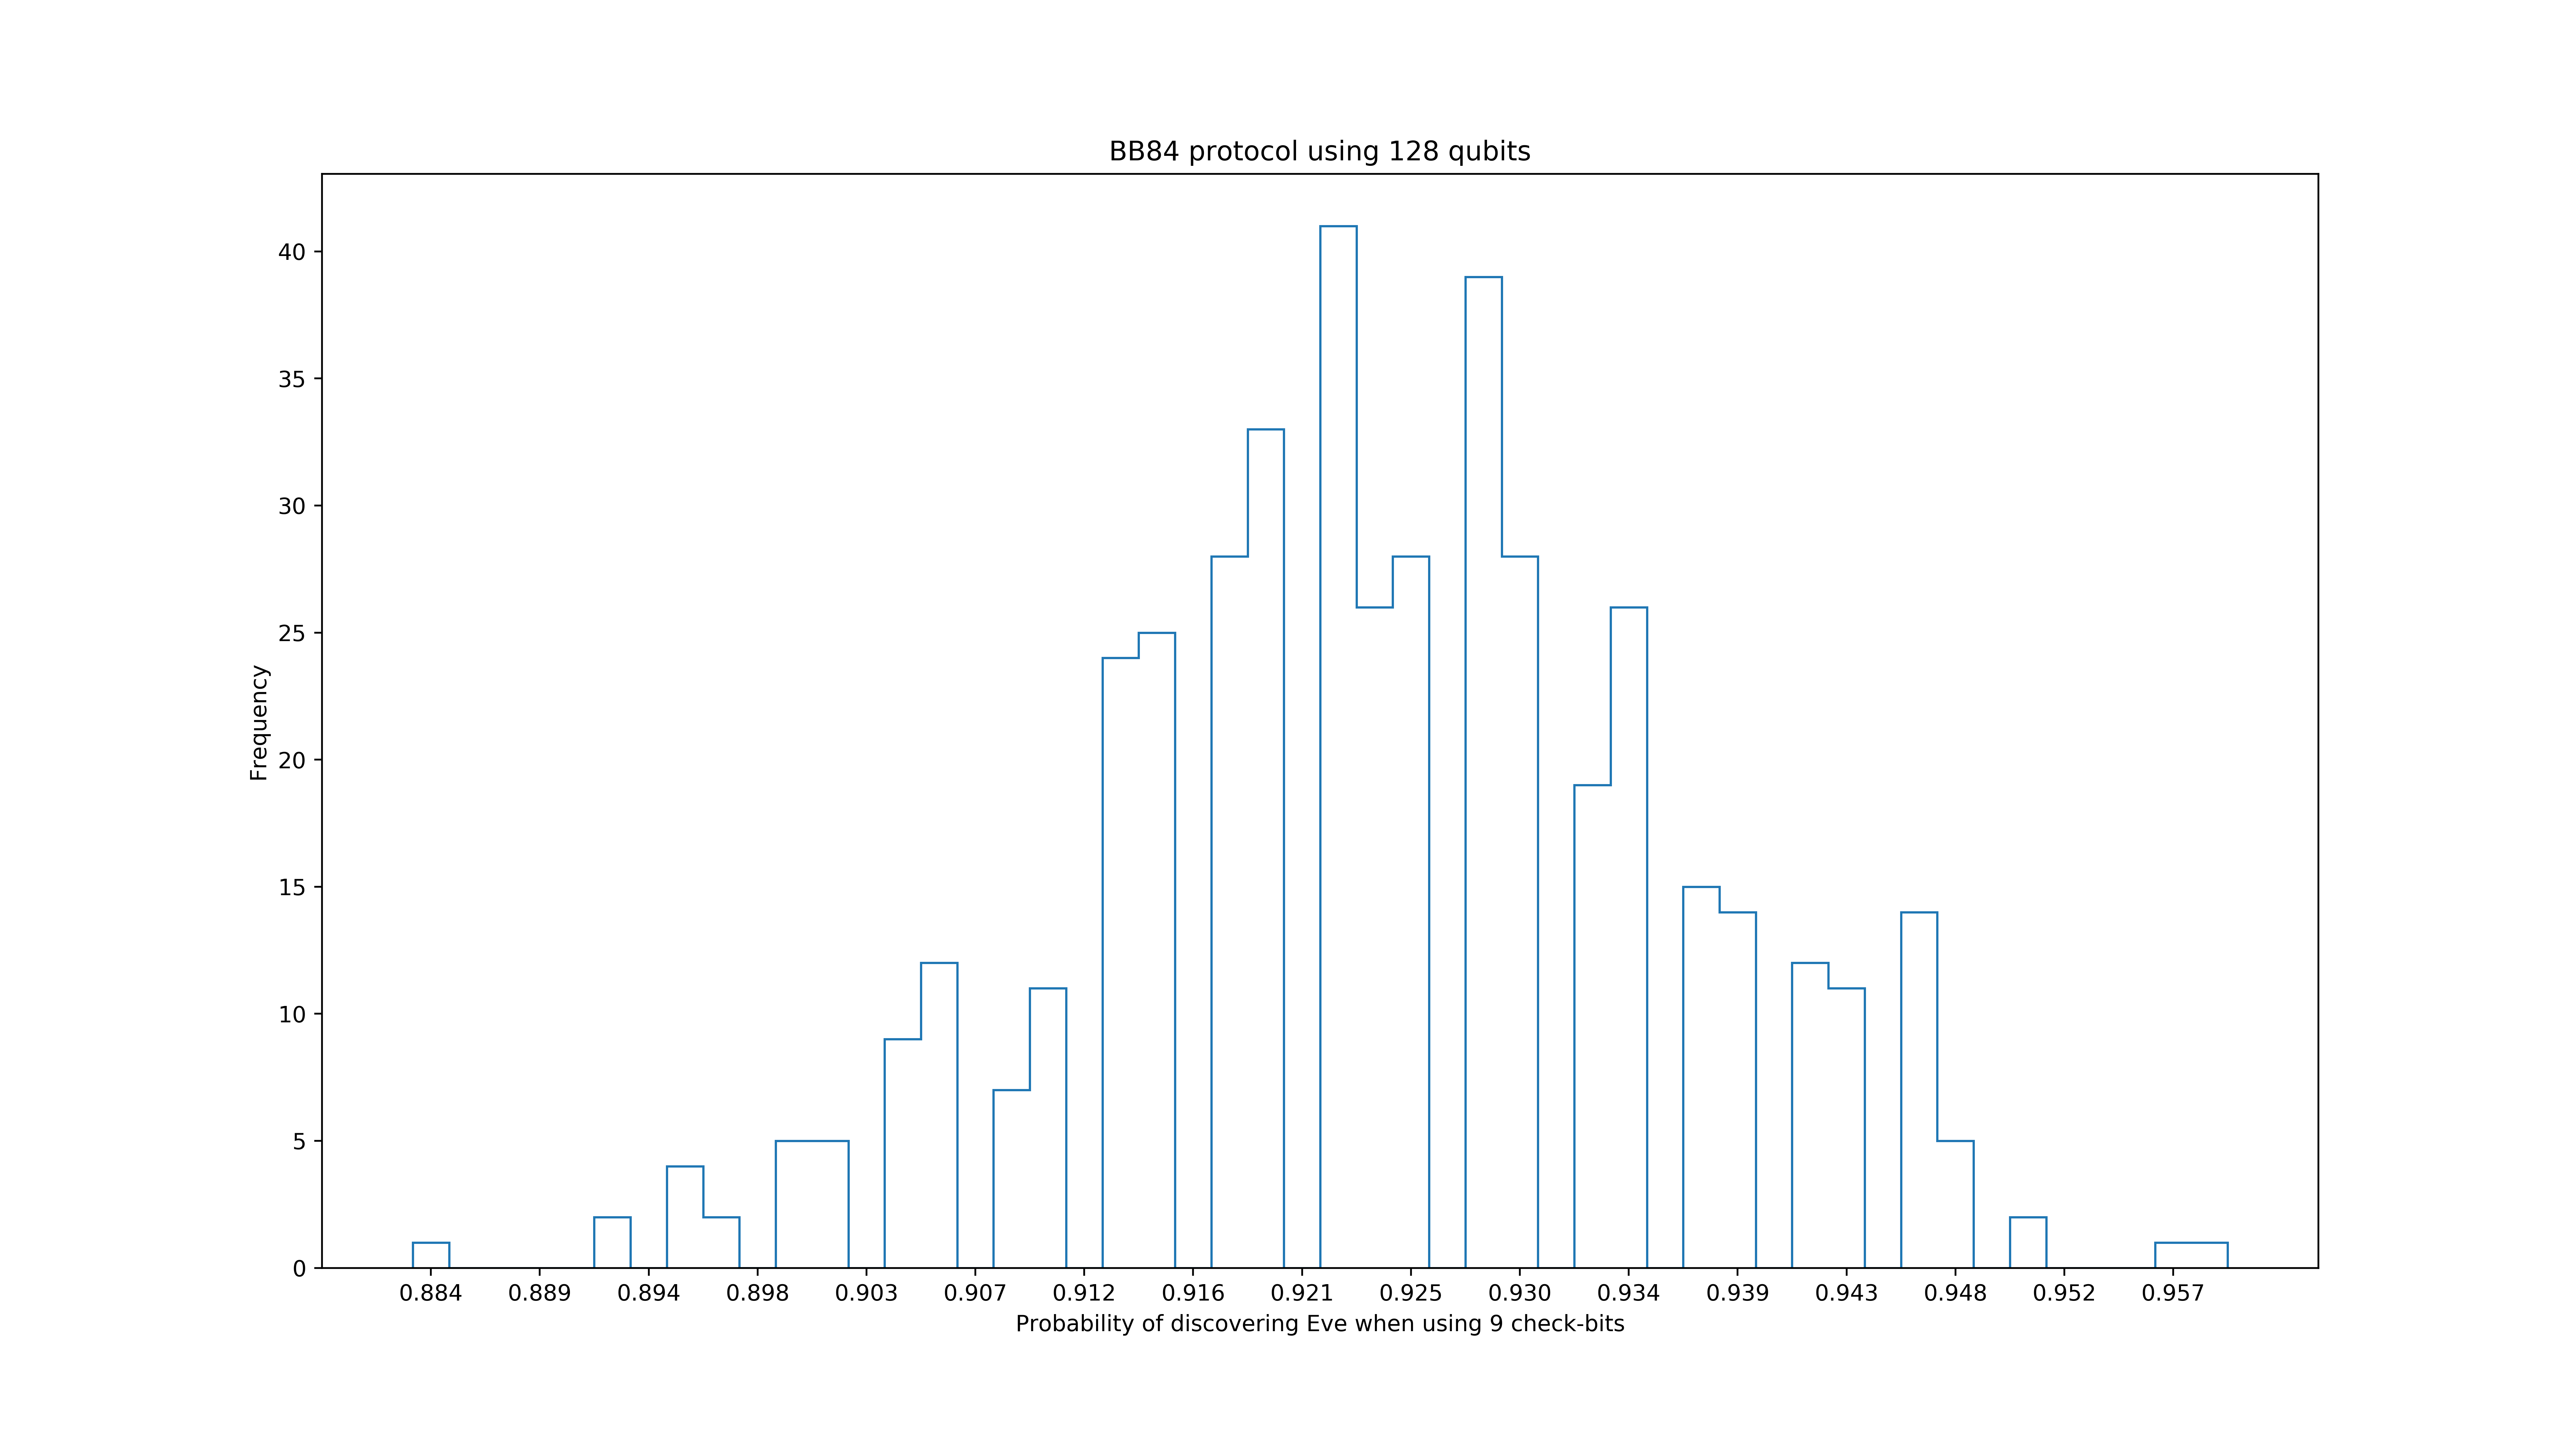 BB84 protocol using 128 qubits
40
35
30
25
20
15
10
5
0
Frequency
0.884 0.889 0.894 0.898 0.903 0.907 0.912 0.916 0.921 0.925 0.930 0.934 0.939 0.943 0.948 0.952 0.957
Probability of discovering Eve when using 9 check-bits